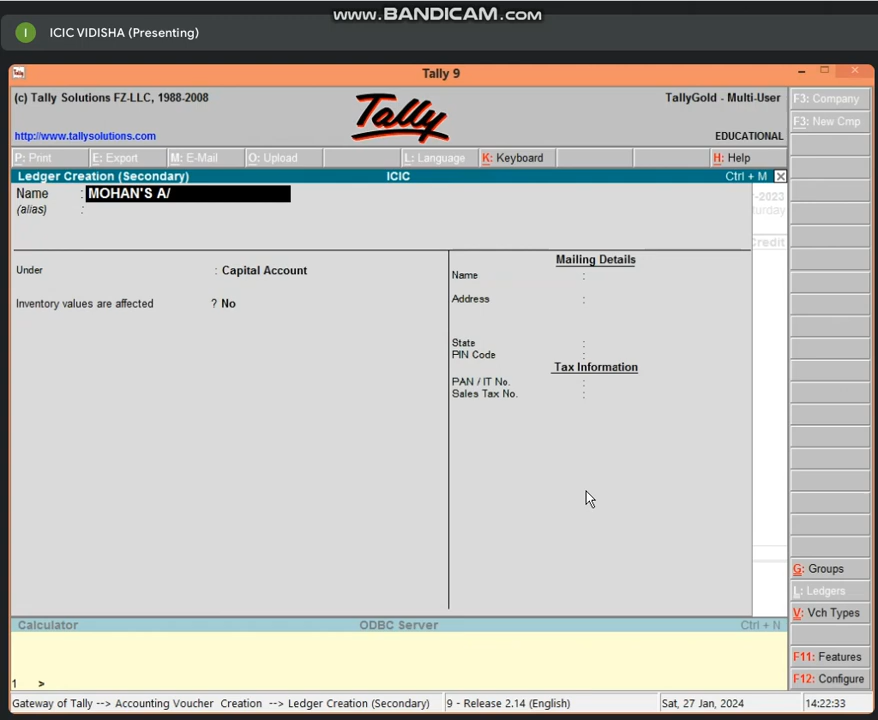 www.BANDICAM.com
I ICIC VIDISHA (Presenting)
Tally Tally 9
(c) Tally Solutions FZ-LLC, 1988-2008 Tally TallyGold - Multi-User
http://www.tallysolutions.com EDUCATIONAL
F3: Company
F3: New Cmp
P: Print E: Export M: E-Mail O: Upload L: Language K: Keyboard H: Help
Ledger Creation (Secondary) ICIC Ctrl + M
Name : MOHAN'S A/
(alias) :
-2023
turday
redit
Under : Capital Account
Inventory values are affected ? No
Mailing Details
Name :
Address :
State :
PIN Code :
Tax Information
PAN / IT No. :
Sales Tax No. :
G: Groups
L: Ledgers
V: Vch Types
F11: Features
F12: Configure
Calculator ODBC Server Ctrl + N
1 >
Gateway of Tally --> Accounting Voucher Creation --> Ledger Creation (Secondary) 9 - Release 2.14 (English) Sat, 27 Jan, 2024 14:22:33